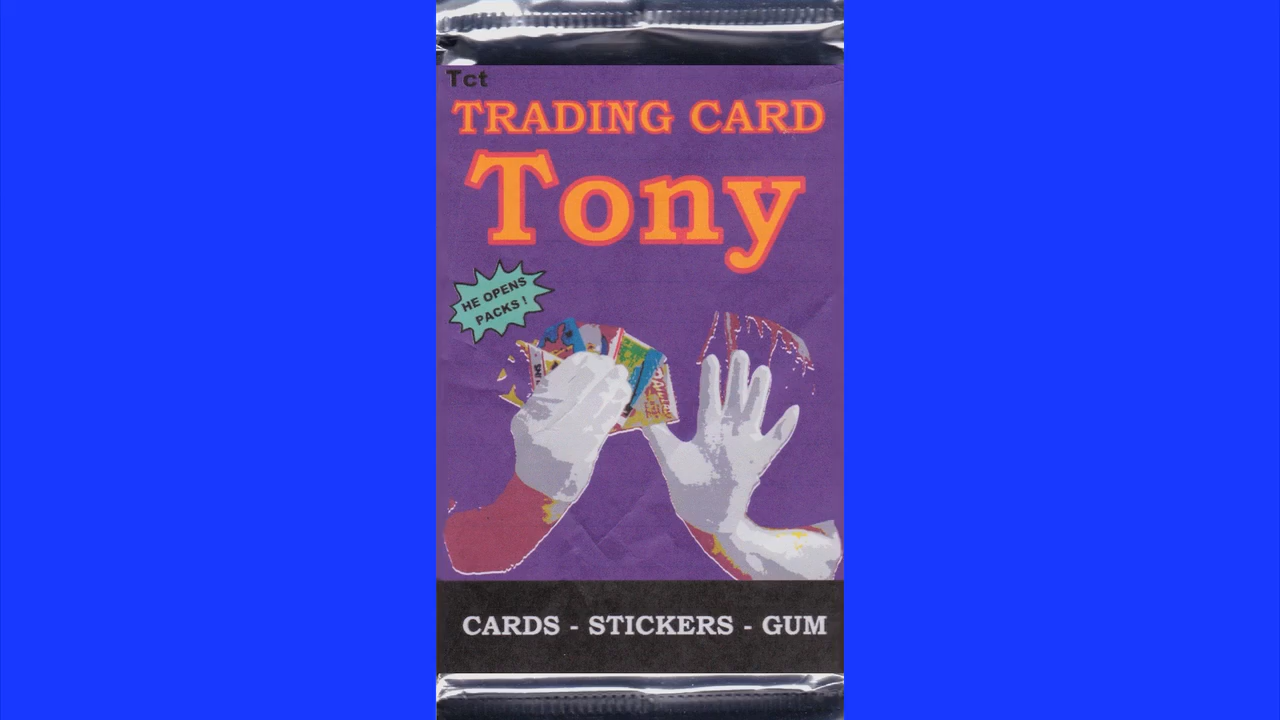 Tct
TRADING CARD
Tony
HE OPENS
PACKS!
CARDS - STICKERS - GUM